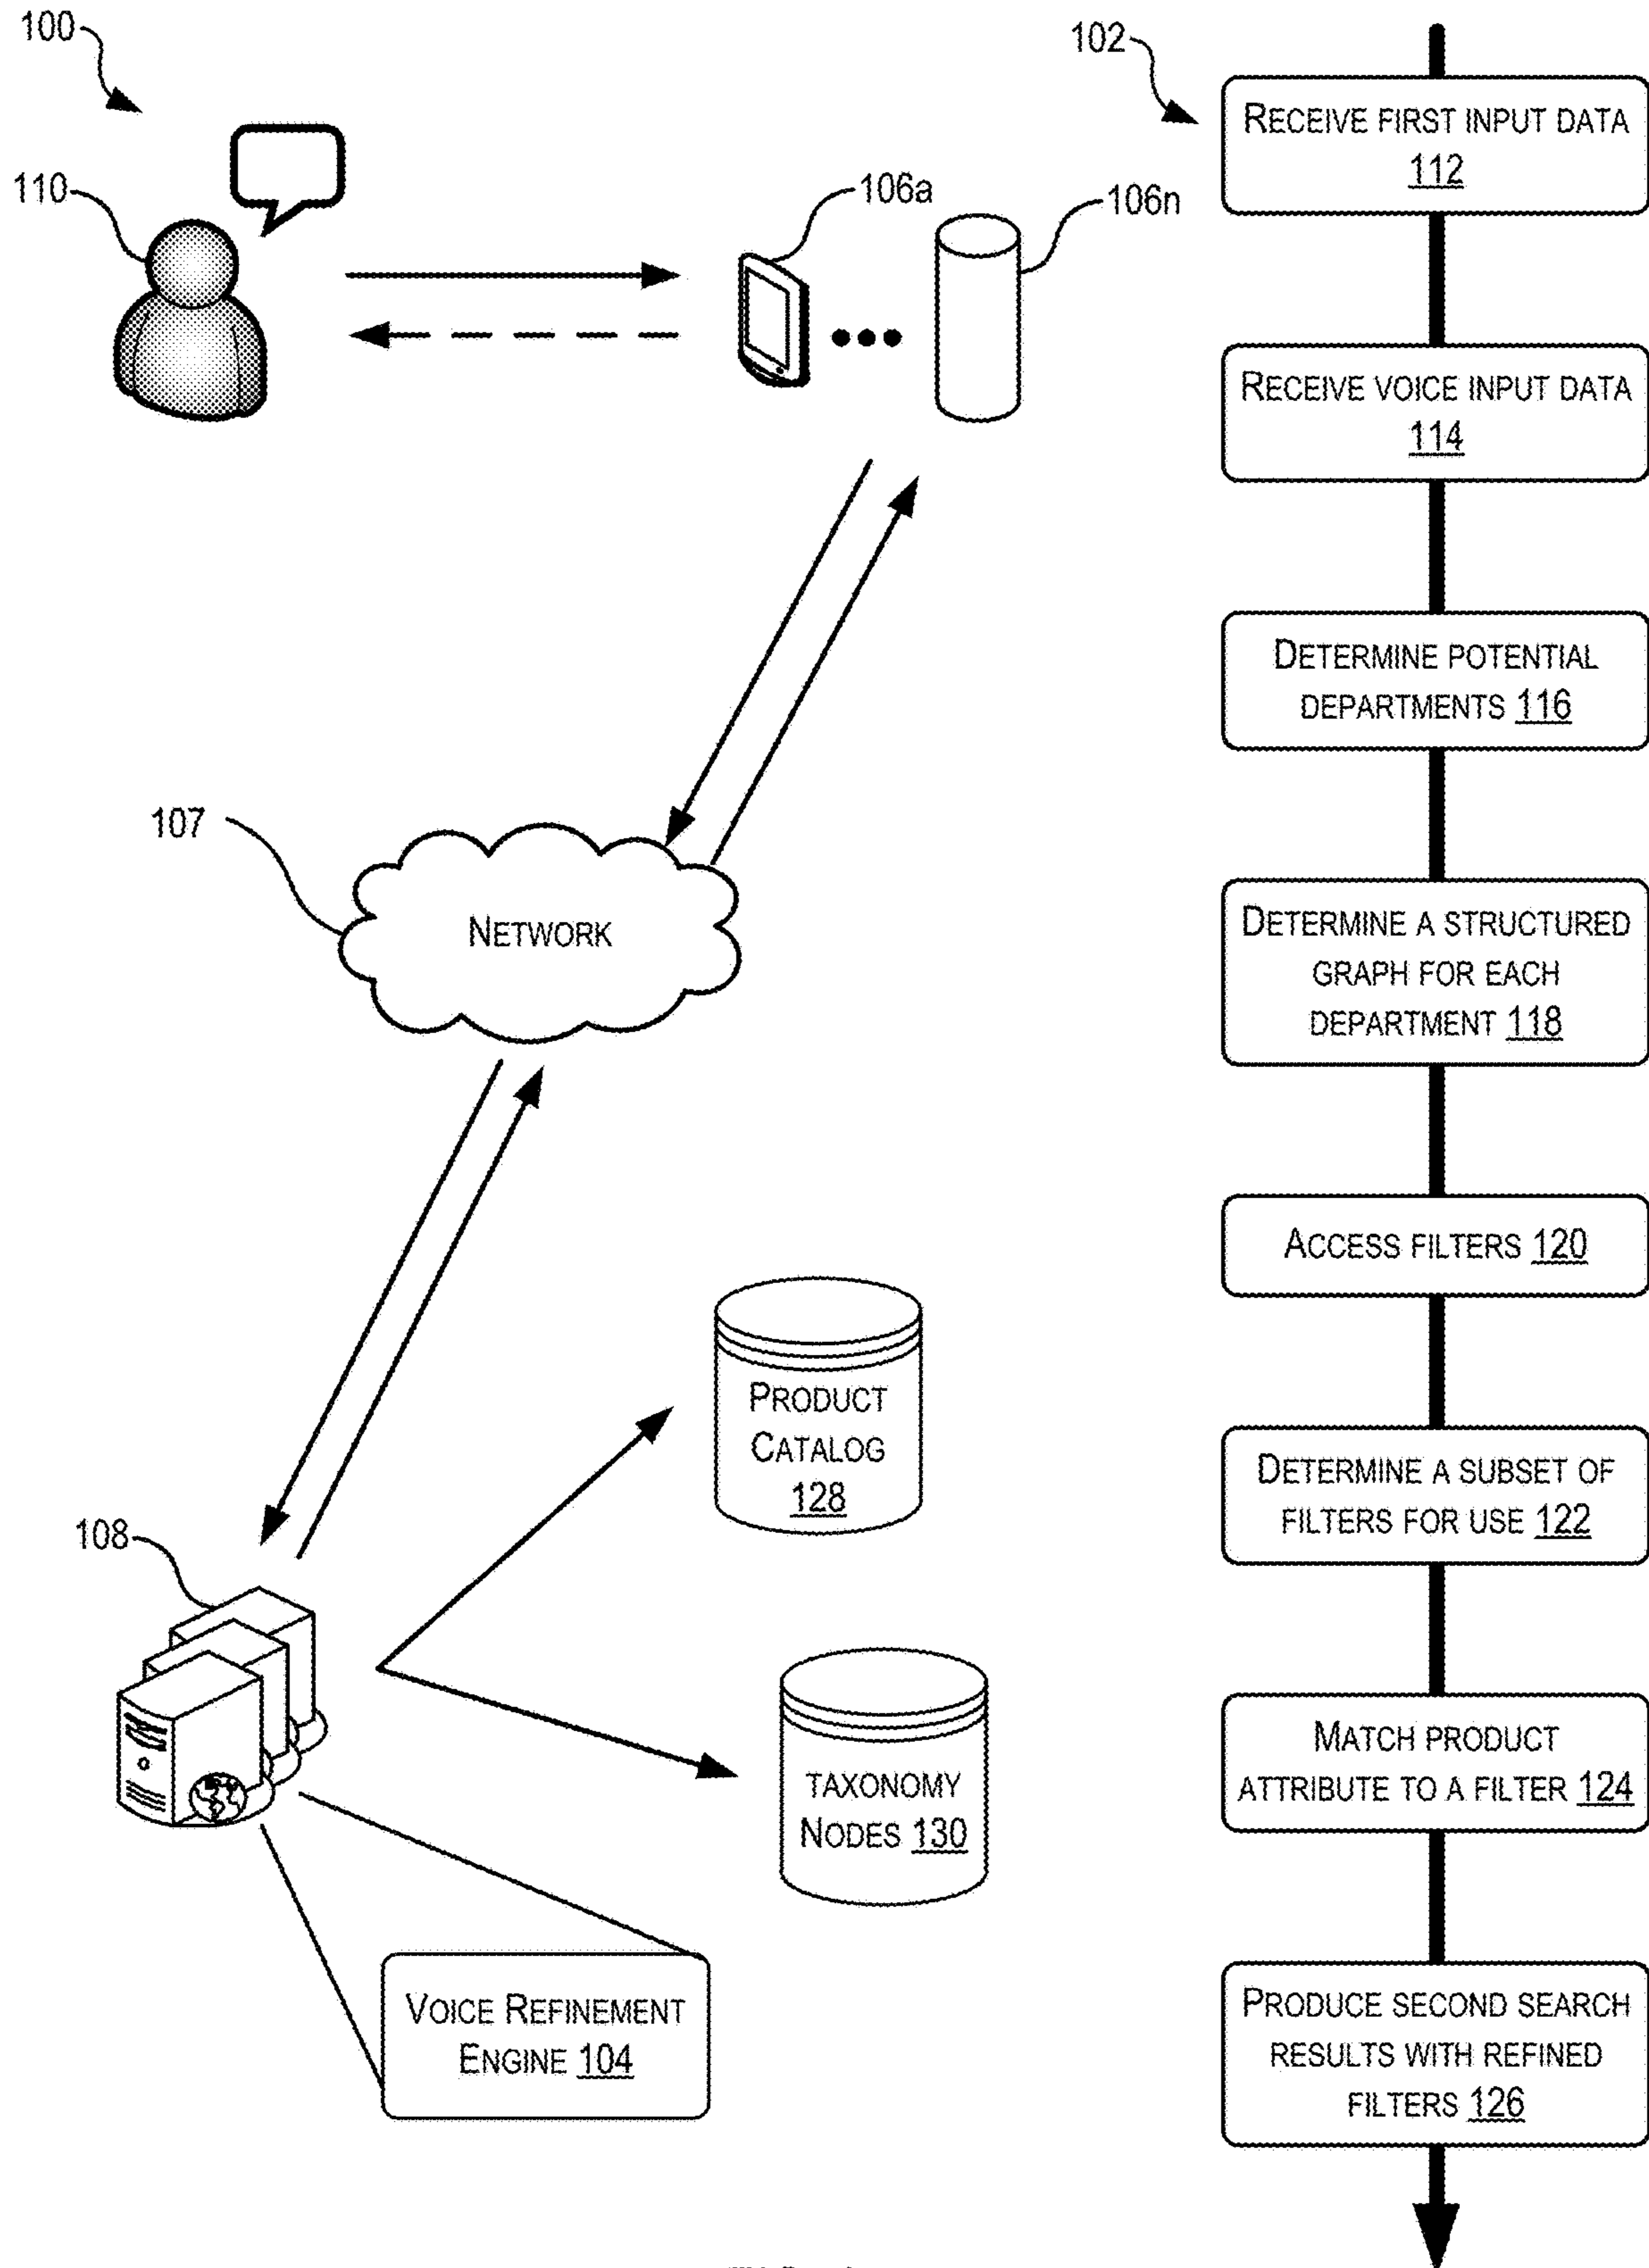 100
110
106a
106n
107
NETWORK
PRODUCT
CATALOG
128
108
TAXONOMY
NODES 130
VOICE REFINEMENT
ENGINE 104
102
RECEIVE FIRST INPUT DATA
112
RECEIVE VOICE INPUT DATA
114
DETERMINE POTENTIAL
DEPARTMENTS 116
DETERMINE A STRUCTURED
GRAPH FOR EACH
DEPARTMENT 118
ACCESS FILTERS 120
DETERMINE A SUBSET OF
FILTERS FOR USE 122
MATCH PRODUCT
ATTRIBUTE TO A FILTER 124
PRODUCE SECOND SEARCH
RESULTS WITH REFINED
FILTERS 126